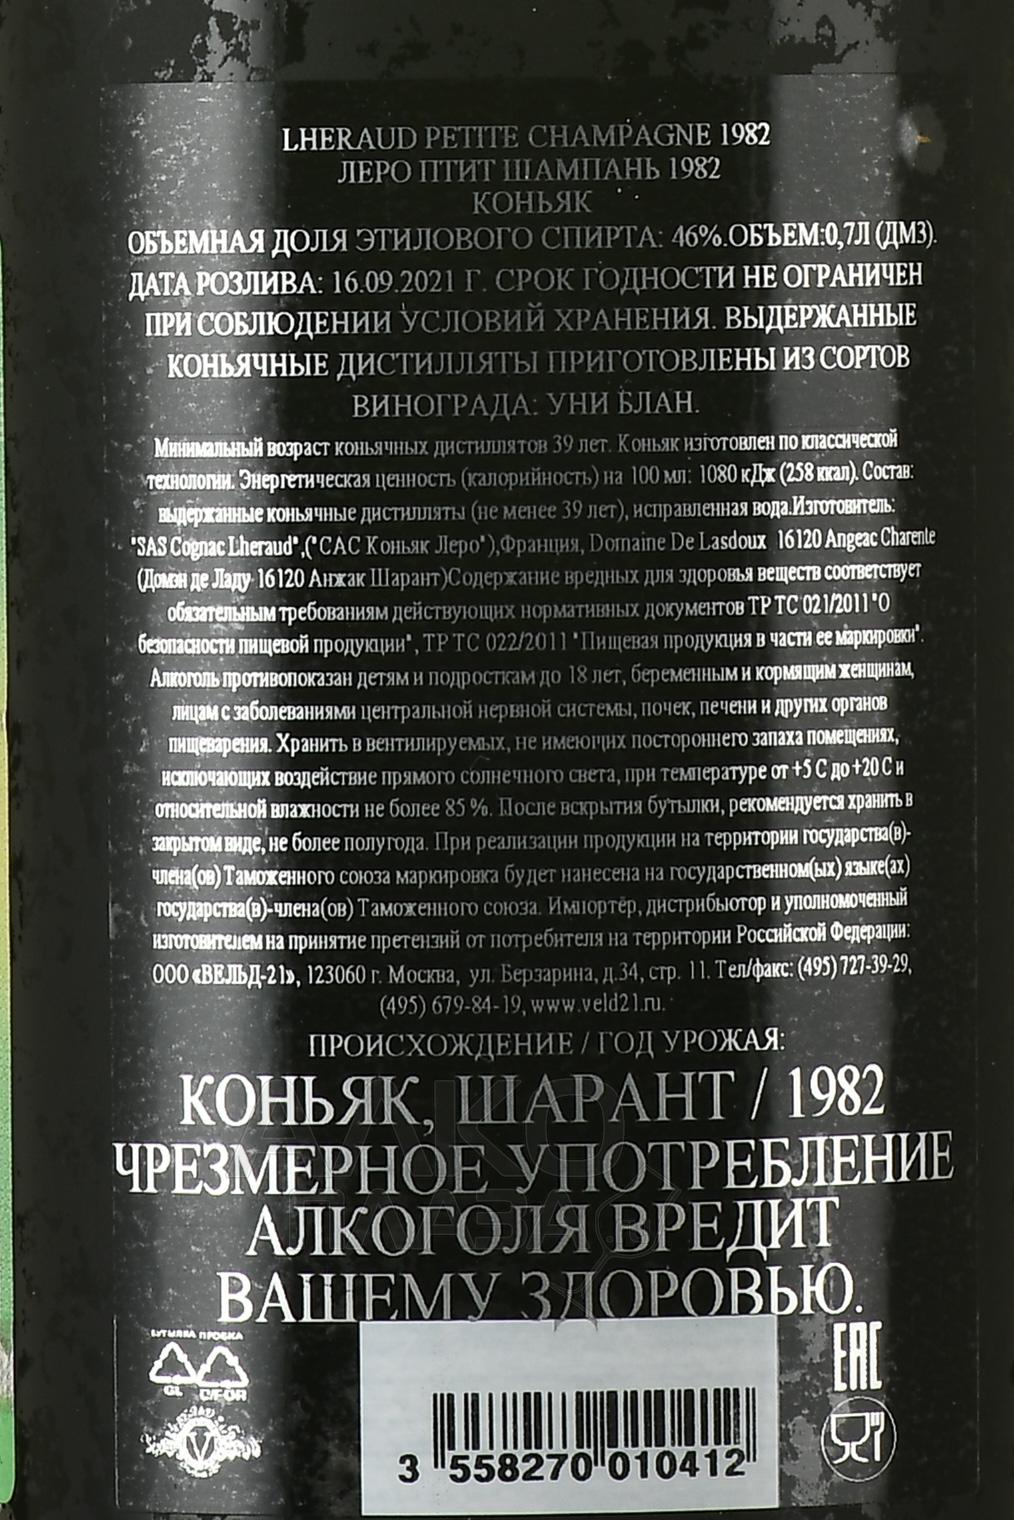 LHERAUD PETITE CHAMPAGNE 1982
ЛЕРО ПТИТ ШАМПАНЬ 1982
КОНЬЯК
ОБЪЕМНАЯ ДОЛЯ ЭТИЛОВОГО СПИРТА: 46%.ОБЪЕМ:0,7Л (ДМ3).
ДАТА РОЗЛИВА: 16.09.2021 Г. СРОК ГОДНОСТИ НЕ ОГРАНИЧЕН
ПРИ СОБЛЮДЕНИИ УСЛОВИЙ ХРАНЕНИЯ. ВЫДЕРЖАННЫЕ
КОНЬЯЧНЫЕ ДИСТИЛЛЯТЫ ПРИГОТОВЛЕНЫ ИЗ СОРТОВ
ВИНОГРАДА: УНИ БЛАН.
Минимальный возраст коньячных дистиллятов 39 лет. Коньяк изготовлен по классической
технологии. Энергетическая ценность (калорийность) на 100 мл: 1080 кДж (258 ккал). Состав:
выдержанные коньячные дистилляты (не менее 39 лет), исправленная вода.Изготовитель:
"SAS Cognac Lheraud",("САС Коньяк Леро"),Франция, Domaine De Lasdoux 16120 Angeac Charente
(Домэн де Ладу 16120 Анжак Шарант)Содержание вредных для здоровья веществ соответствует
обязательным требованиям действующих нормативных документов ТР ТС 021/2011 "О
безопасности пищевой продукции", ТР ТС 022/2011 "Пищевая продукция в части ее маркировки".
Алкоголь противопоказан детям и подросткам до 18 лет, беременным и кормящим женщинам,
лицам с заболеваниями центральной нервной системы, почек, печени и других органов
пищеварения. Хранить в вентилируемых, не имеющих постороннего запаха помещениях,
исключающих воздействие прямого солнечного света, при температуре от +5 С до +20 С и
относительной влажности не более 85 %. После вскрытия бутылки, рекомендуется хранить в
закрытом виде, не более полугода. При реализации продукции на территории государства(в)-
члена(ов) Таможенного союза маркировка будет нанесена на государственном(ых) языке(ах)
государства(в)-члена(ов) Таможенного союза. Импортёр, дистрибьютор и уполномоченный
изготовителем на принятие претензий от потребителя на территории Российской Федерации:
ООО «ВЕЛЬД-21», 123060 г. Москва, ул. Берзарина, д.34, стр. 11. Тел/факс: (495) 727-39-29,
(495) 679-84-19, www.veld21.ru.
ПРОИСХОЖДЕНИЕ / ГОД УРОЖАЯ:
КОНЬЯК, ШАРАНТ / 1982
ЧРЕЗМЕРНОЕ УПОТРЕБЛЕНИЕ
АЛКОГОЛЯ ВРЕДИТ
ВАШЕМУ ЗДОРОВЬЮ.
БУТЫЛКА ПРОБКА
GL C/FOR
EAC
3 558270 010412